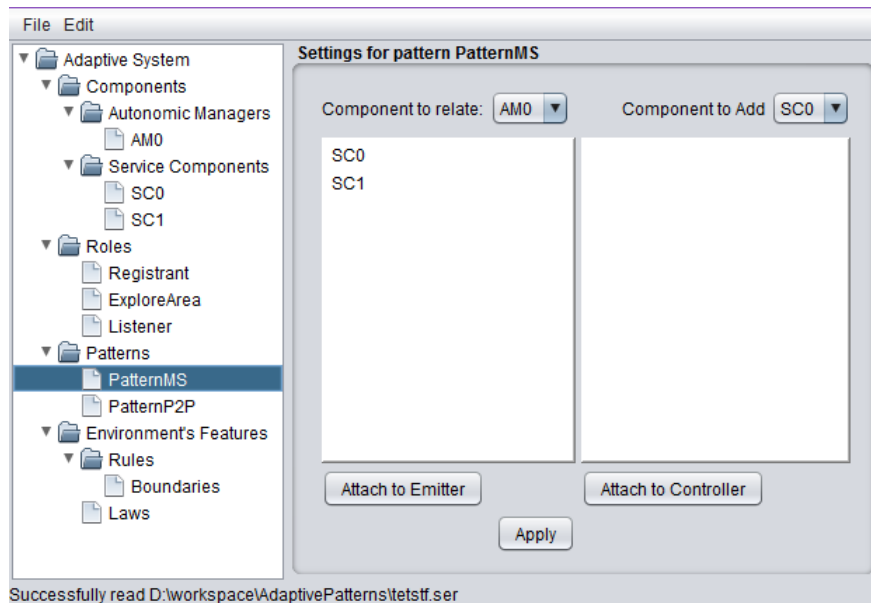 File Edit
Adaptive System
Components
Autonomic Managers
AM0
Service Components
SC0
SC1
Roles
Registrant
ExploreArea
Listener
Patterns
PatternMS
PatternP2P
Environment's Features
Rules
Boundaries
Laws
Settings for pattern PatternMS
Component to relate: AM0 Component to Add SC0
SC0
SC1
Attach to Emitter Attach to Controller
Apply
Successfully read D:\workspace\AdaptivePatterns\tetstf.ser